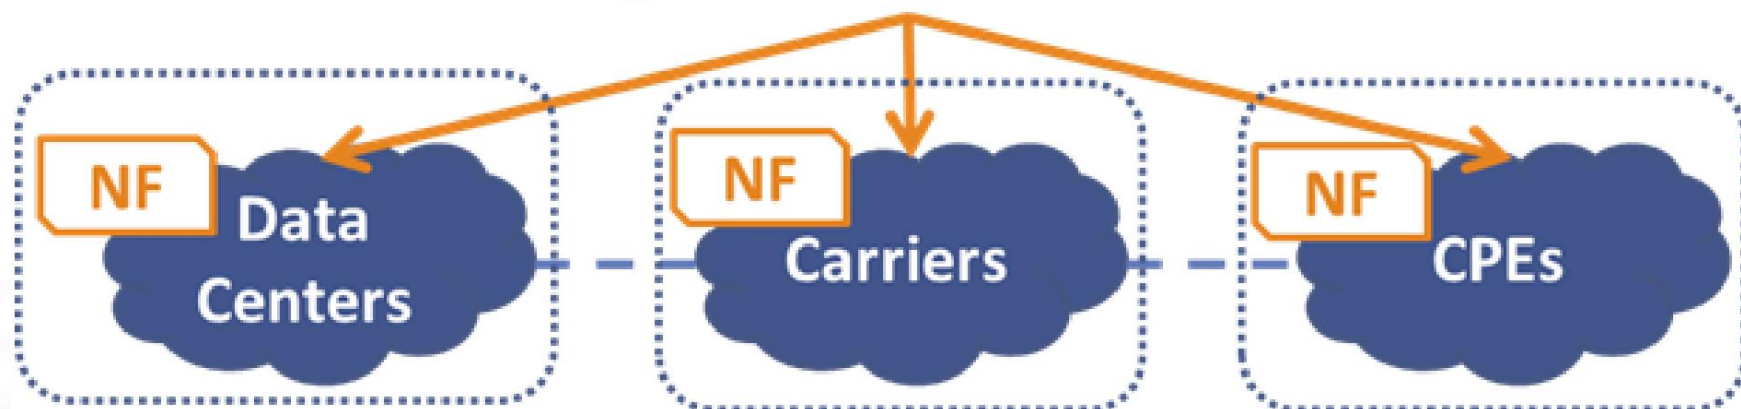 NF
Data
Centers
NF
Carriers
NF
CPEs